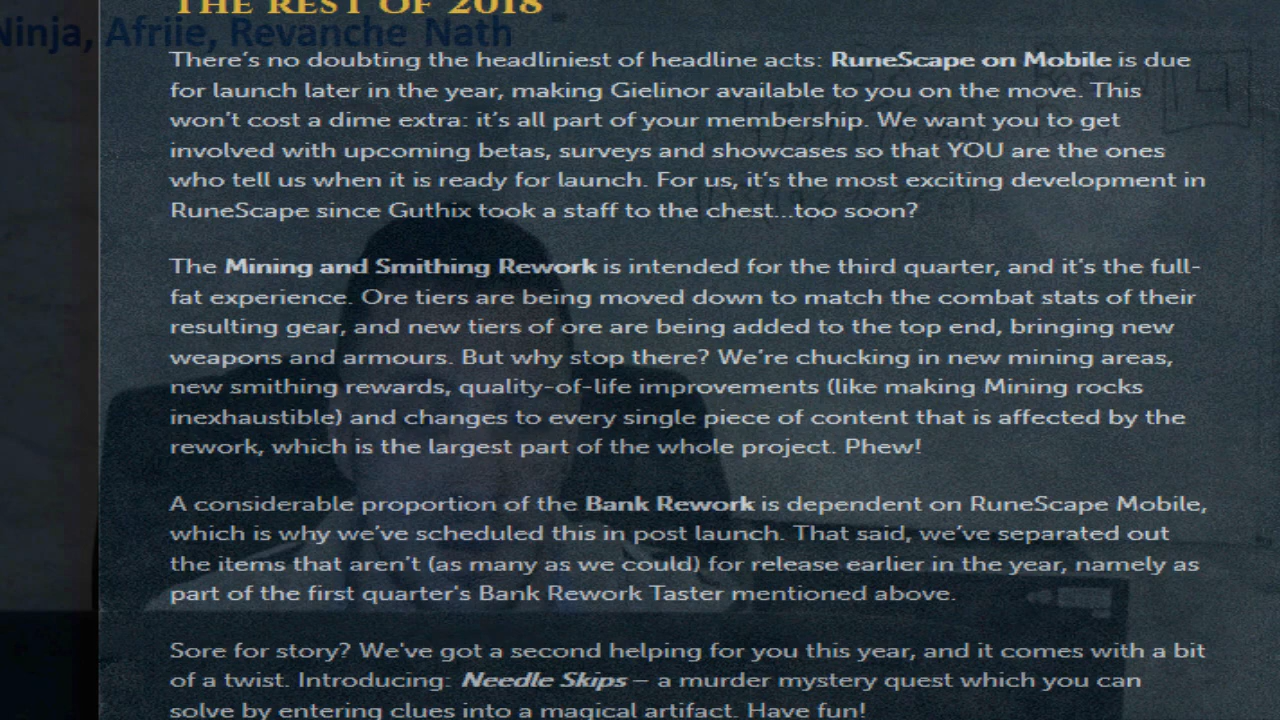 THE REST OF 2018
Ninja, Afriie, Revanche Nath
There's no doubting the headliniest of headline acts: RuneScape on Mobile is due
for launch later in the year, making Gielinor available to you on the move. This
won't cost a dime extra: it's all part of your membership. We want you to get
involved with upcoming betas, surveys and showcases so that YOU are the ones
who tell us when it is ready for launch. For us, it's the most exciting development in
RuneScape since Guthix took a staff to the chest...too soon?
The Mining and Smithing Rework is intended for the third quarter, and it's the full-
fat experience. Ore tiers are being moved down to match the combat stats of their
resulting gear, and new tiers of ore are being added to the top end, bringing new
weapons and armours. But why stop there? We're chucking in new mining areas,
new smithing rewards, quality-of-life improvements (like making Mining rocks
inexhaustible) and changes to every single piece of content that is affected by the
rework, which is the largest part of the whole project. Phew!
A considerable proportion of the Bank Rework is dependent on RuneScape Mobile,
which is why we've scheduled this in post launch. That said, we've separated out
the items that aren't (as many as we could) for release earlier in the year, namely as
part of the first quarter's Bank Rework Taster mentioned above.
Sore for story? We've got a second helping for you this year, and it comes with a bit
of a twist. Introducing: Needle Skips – a murder mystery quest which you can
solve by entering clues into a magical artifact. Have fun!